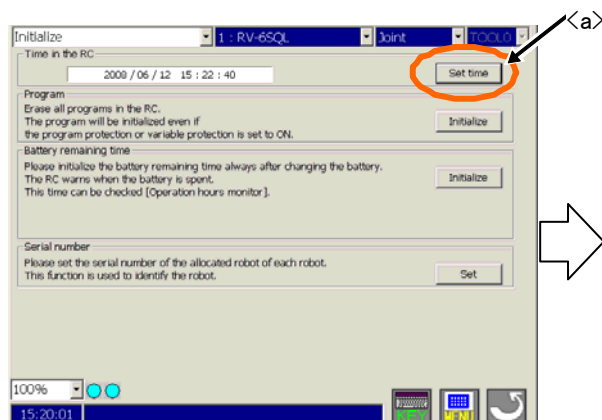 <a>
Initialize 1 : RV-6SQL Joint TOOL0
Time in the RC
2008 / 06 / 12 15 : 22 : 40 Set time
Program
Erase all programs in the RC.
The program will be initialized even if
the program protection or variable protection is set to ON.
Initialize
Battery remaining time
Please initialize the battery remaining time always after changing the battery.
The RC warns when the battery is spent.
This time can be checked [Operation hours monitor].
Initialize
Serial number
Please set the serial number of the allocated robot of each robot.
This function is used to identify the robot.
Set
100%
15:20:01
KEY MENU